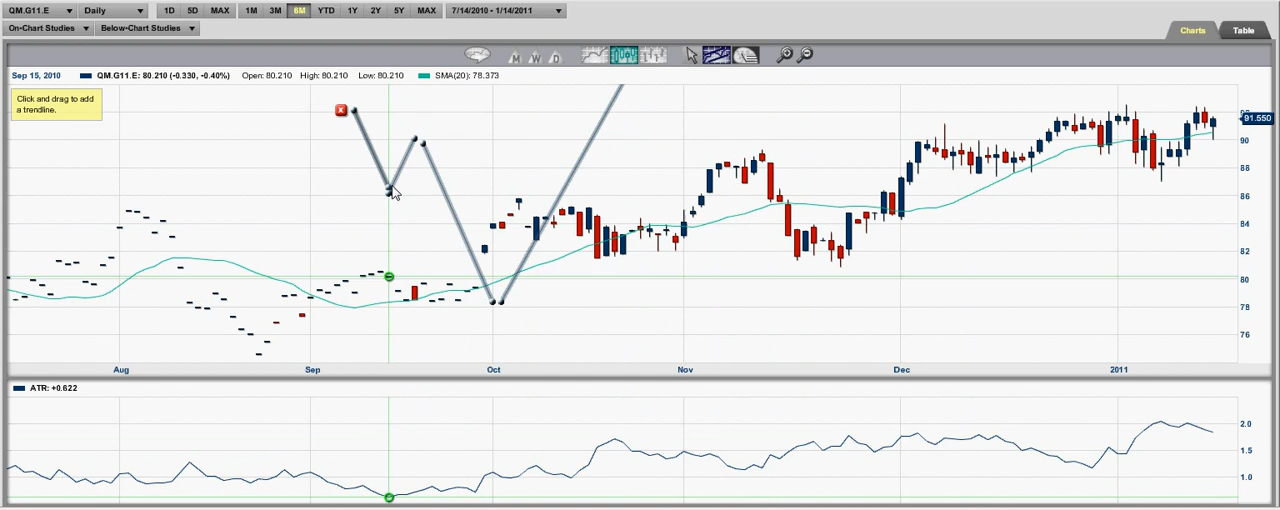 QM.G11.E Daily 1D 5D MAX 1M 3M 6M YTD 1Y 2Y 5Y MAX 7/14/2010 - 1/14/2011
On-Chart Studies Below-Chart Studies
Charts Table
M W D
Sep 15, 2010 QM.G11.E: 80.210 (-0.330, -0.40%) Open: 80.210 High: 80.210 Low: 80.210 SMA(20): 78.373
Click and drag to add
a trendline.
91.550
90
88
86
84
82
80
78
76
Aug Sep Oct Nov Dec 2011
ATR: +0.622
2.0
1.5
1.0